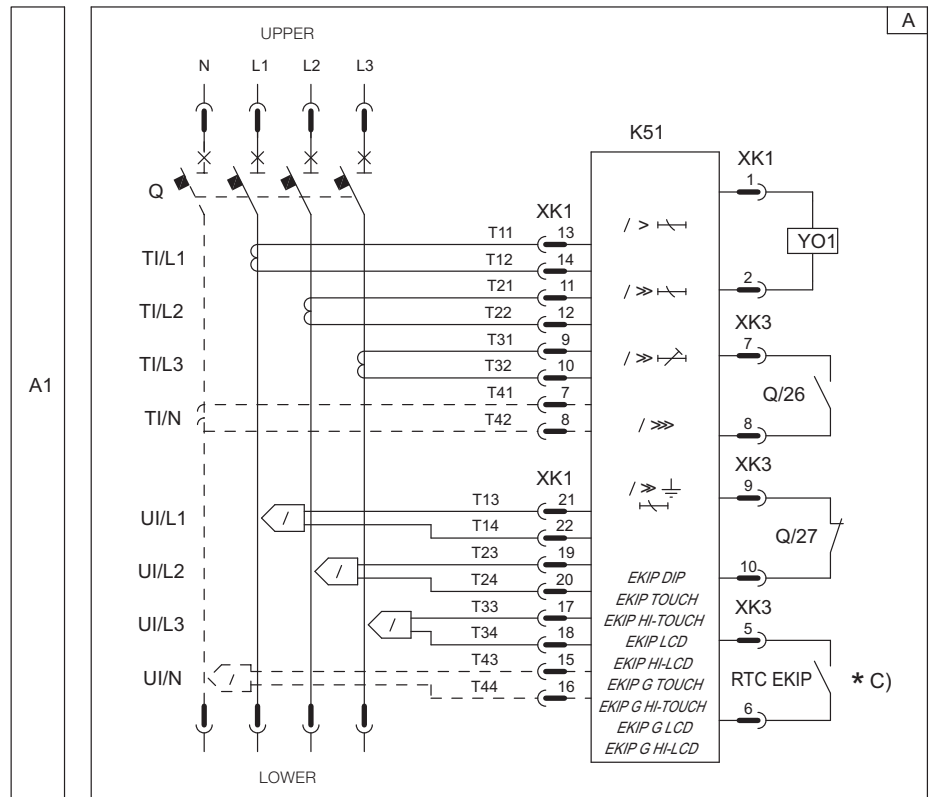 A1
A
UPPER
N L1 L2 L3
Q
TI/L1
TI/L2
TI/L3
TI/N
UI/L1
UI/L2
UI/L3
UI/N
LOWER
XK1
T11 13
T12 14
T21 11
T22 12
T31 9
T32 10
T41 7
T42 8
XK1
T13 21
T14 22
T23 19
T24 20
T33 17
T34 18
T43 15
T44 16
K51
/ >
/ >>
/ >>
/ >>>
/ >>
EKIP DIP
EKIP TOUCH
EKIP HI-TOUCH
EKIP LCD
EKIP HI-LCD
EKIP G TOUCH
EKIP G HI-TOUCH
EKIP G LCD
EKIP G HI-LCD
XK1
1
YO1
2
XK3
7
Q/26
8
XK3
9
Q/27
10
XK3
5
RTC EKIP * C)
6